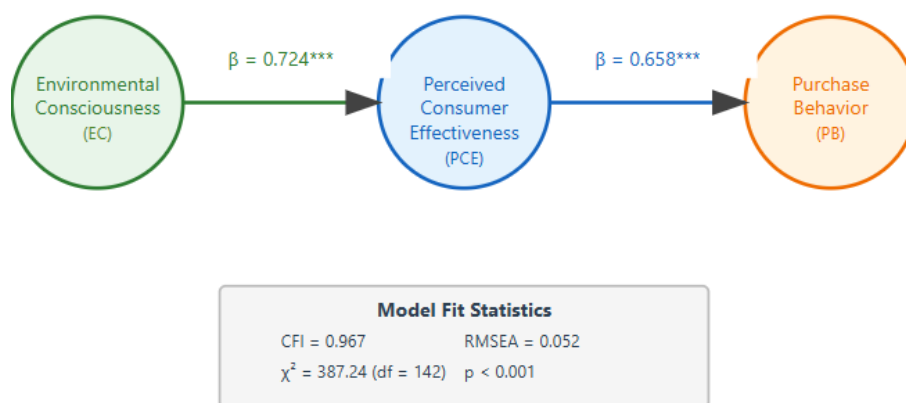 β = 0.724***
β = 0.658***
Environmental
Consciousness
(EC)
Perceived
Consumer
Effectiveness
(PCE)
Purchase
Behavior
(PB)
Model Fit Statistics
CFI = 0.967 RMSEA = 0.052
χ² = 387.24 (df = 142) p < 0.001